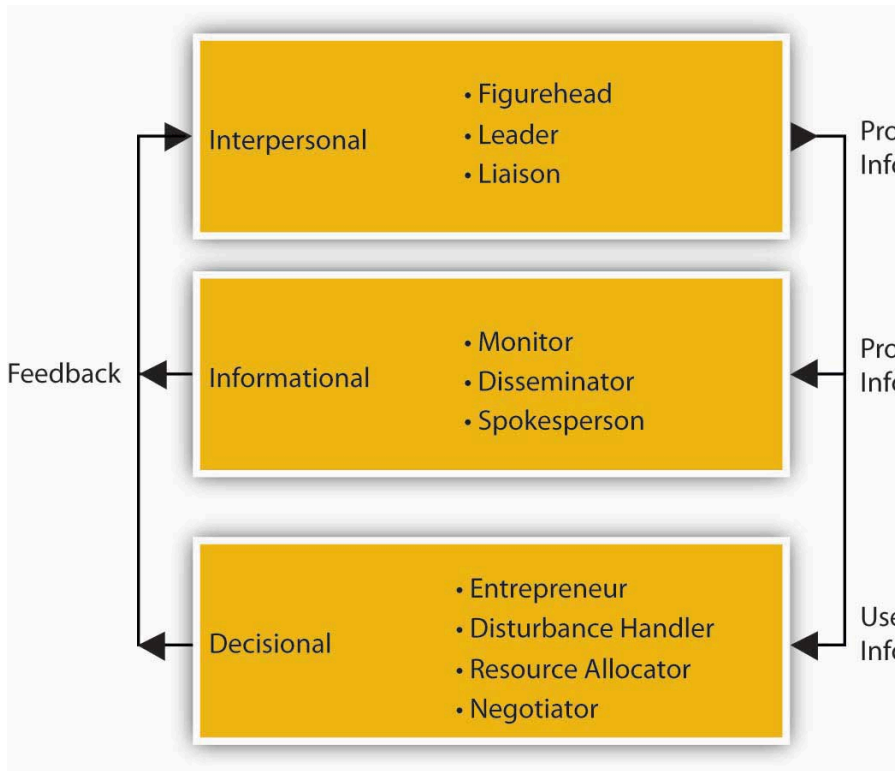 Interpersonal
• Figurehead
• Leader
• Liaison
Feedback
Informational
• Monitor
• Disseminator
• Spokesperson
Decisional
• Entrepreneur
• Disturbance Handler
• Resource Allocator
• Negotiator